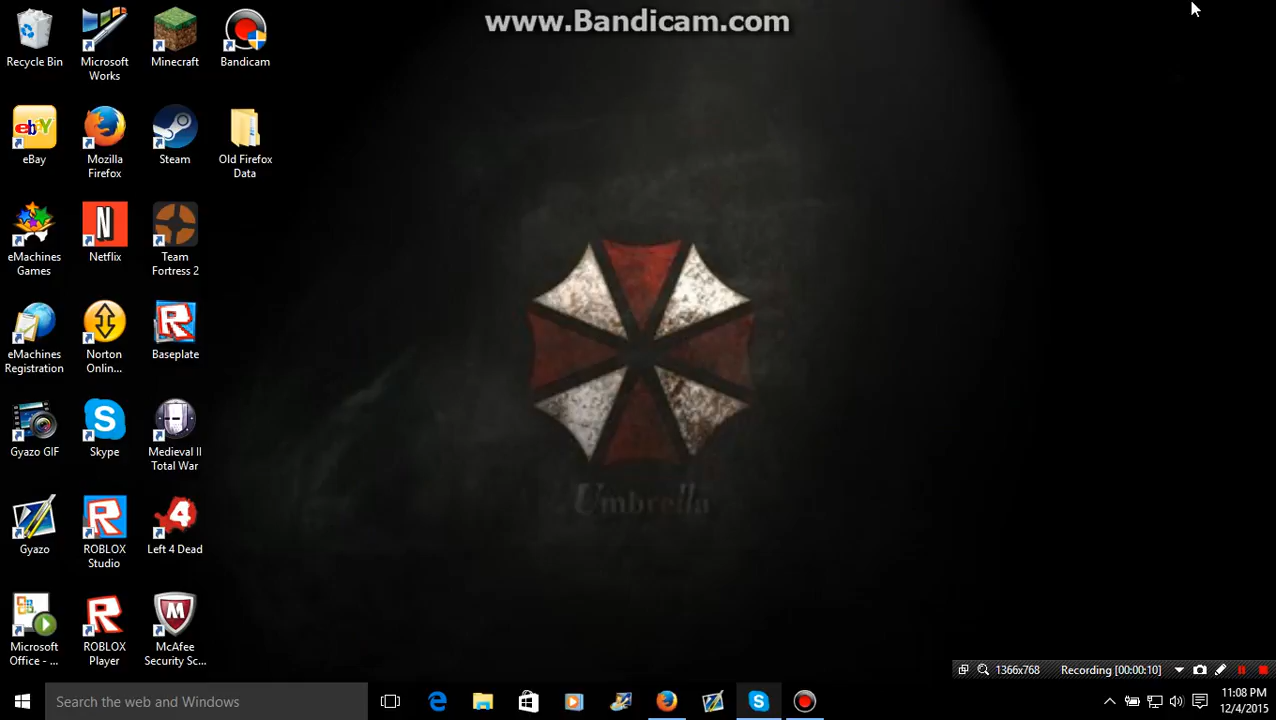 www.Bandicam.com
Recycle Bin
Microsoft
Works
Minecraft
Bandicam
ebY
eBay
Mozilla
Firefox
Steam
Old Firefox
Data
eMachines
Games
N
Netflix
Team
Fortress 2
eMachines
Registration
Norton
Online...
R
Baseplate
Gyazo GIF
S
Skype
Medieval II
Total War
Gyazo
R
ROBLOX
Studio
4
Left 4 Dead
Microsoft
Office - ...
R
ROBLOX
Player
M
McAfee
Security Sc...
Umbrella
1366x768
Recording [00:00:10]
Search the web and Windows
e
S
11:08 PM
12/4/2015